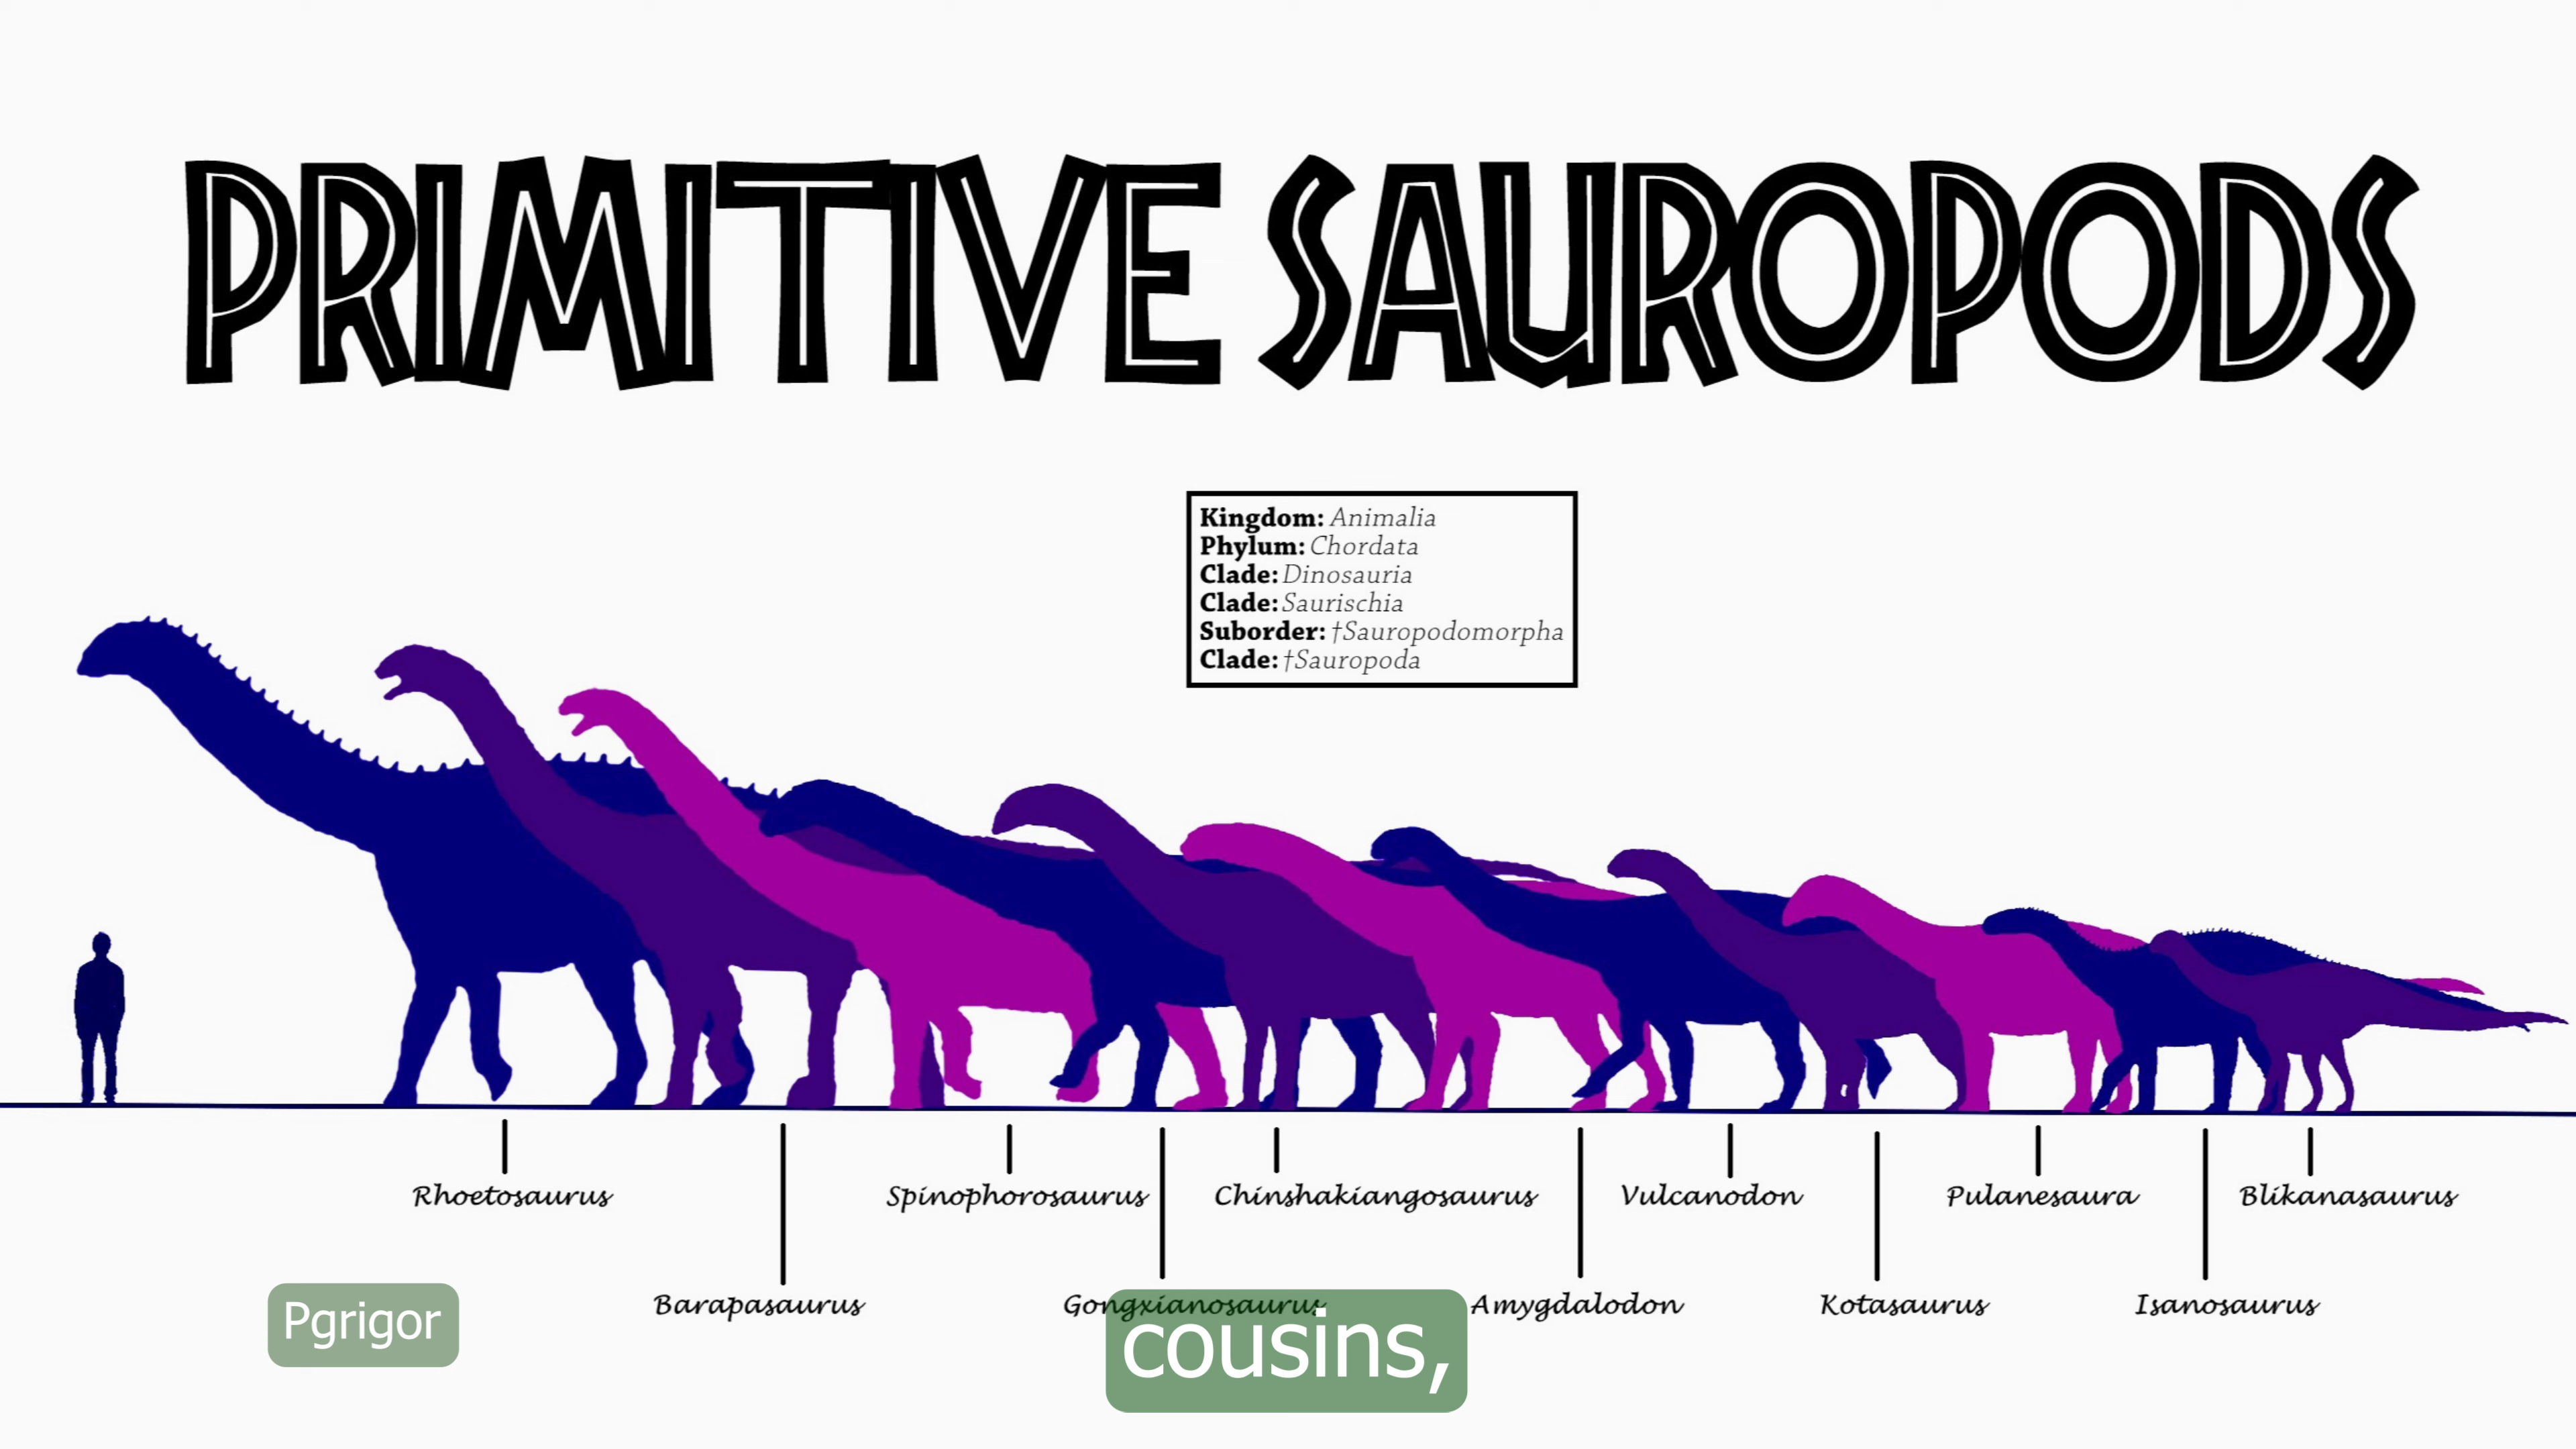 PRIMITIVE SAUROPODS
Kingdom: Animalia
Phylum: Chordata
Clade: Dinosauria
Clade: Saurischia
Suborder: †Sauropodomorpha
Clade: †Sauropoda
Rhoetosaurus
Spinophorosaurus
Chinshakiangosaurus
Vulcanodon
Pulanesaura
Blikanasaurus
Barapasaurus
Gongxianosaurus
Amygdalodon
Kotasaurus
Isanosaurus
Pgrigor
cousins,